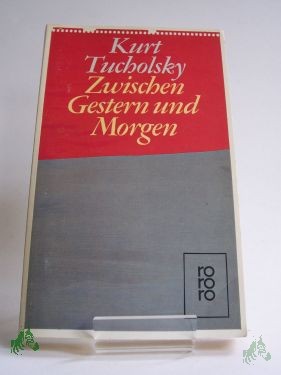 Kurt
Tucholsky
Zwischen
Gestern und
Morgen
ro
ro
ro